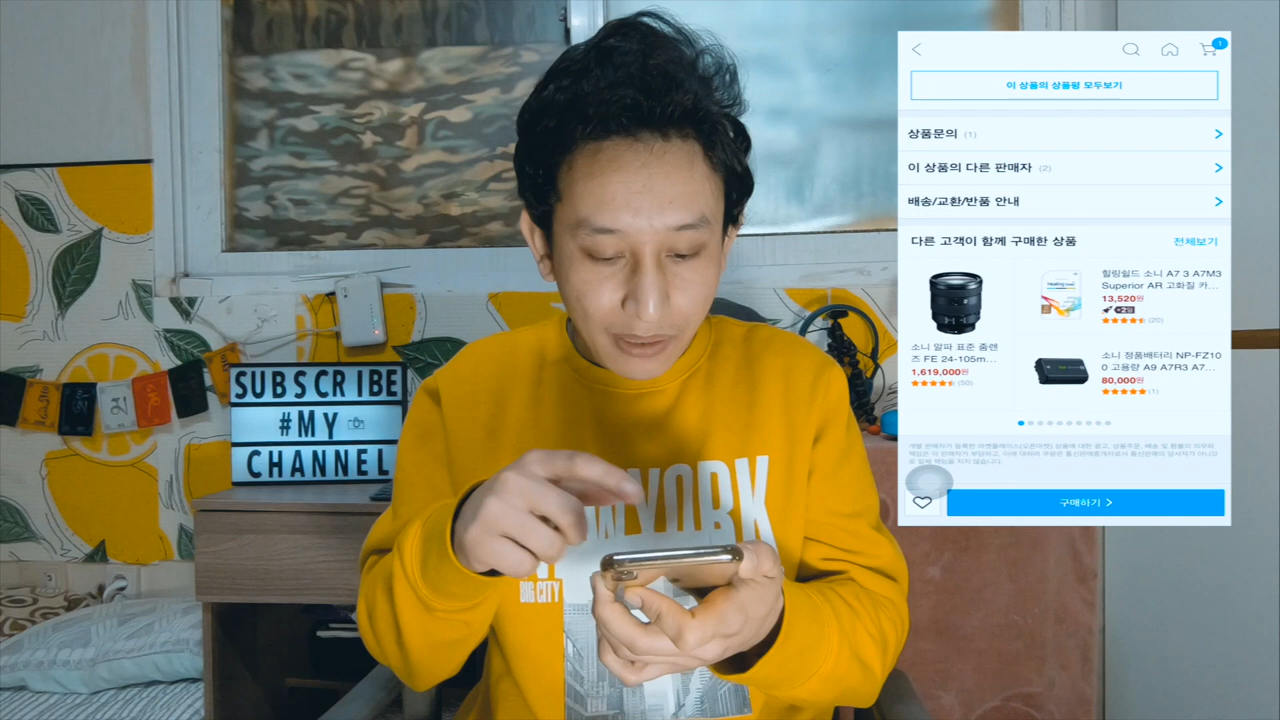 SUBSCRIBE
#MY
CHANNEL
YORK
BIG CITY
1
이 상품의 상품평 모두보기
상품문의 (1)
이 상품의 다른 판매자 (2)
배송/교환/반품 안내
다른 고객이 함께 구매한 상품
전체보기
소니 알파 표준 줌렌
즈 FE 24-105m...
1,619,000원
(50)
힐링쉴드 소니 A7 3 A7M3
Superior AR 고화질 카...
13,520원
(20)
소니 정품배터리 NP-FZ10
0 고용량 A9 A7R3 A7...
80,000원
(1)
구매하기